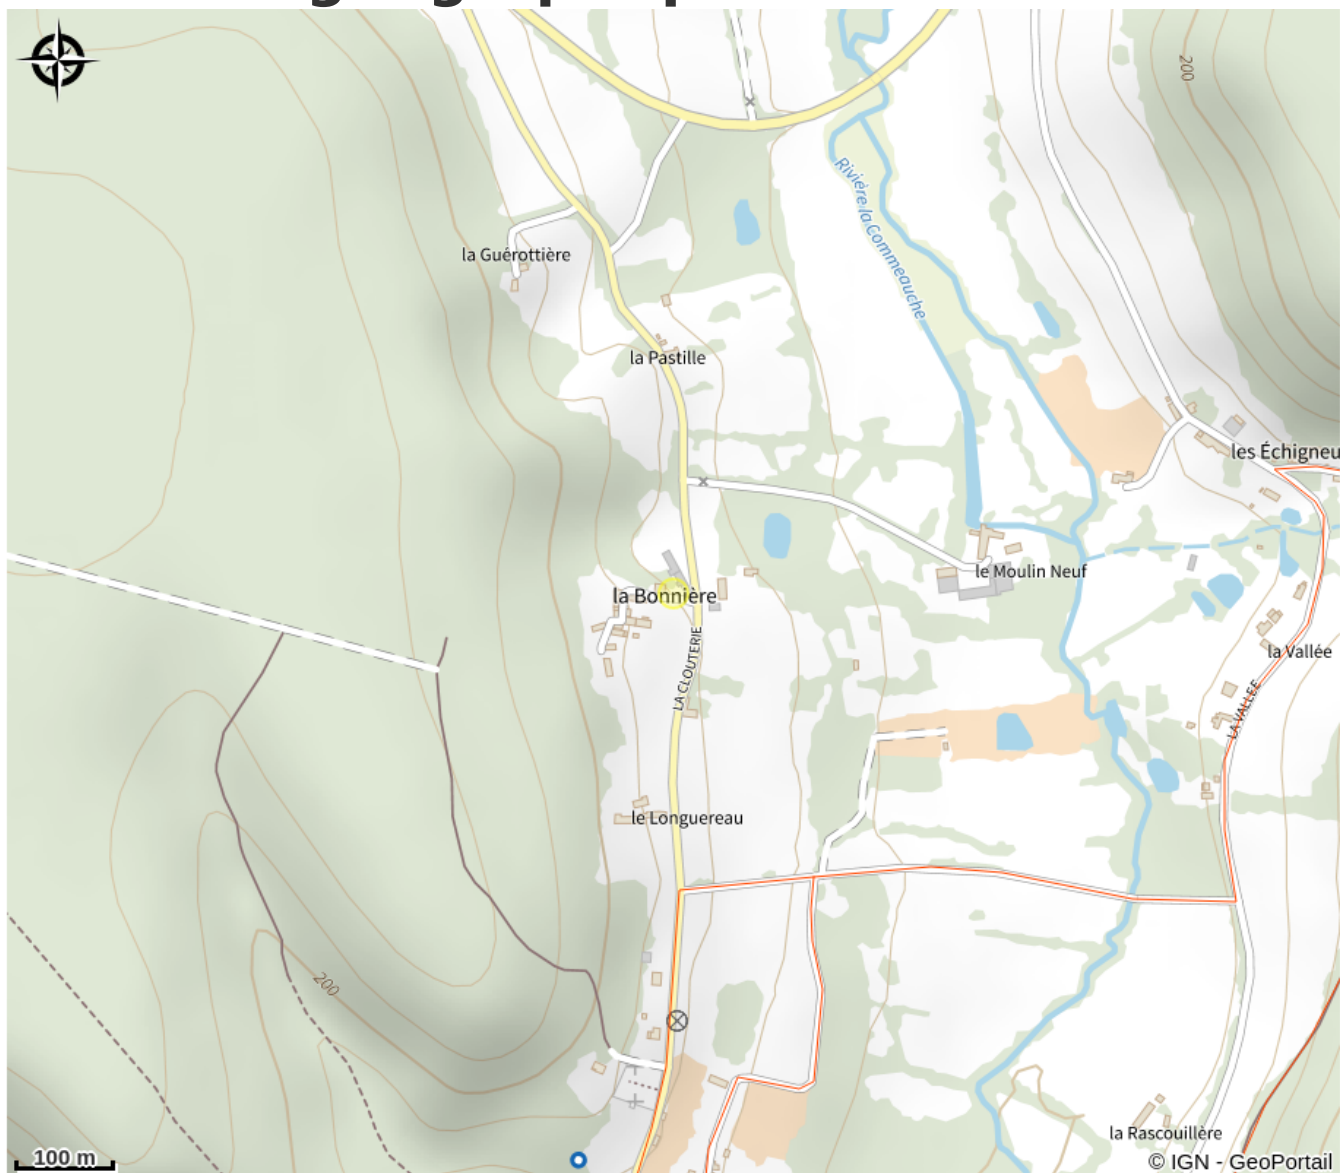 200
Rivière la Commeauche
la Guérottière
la Pastille
les Échigneu
le Moulin Neuf
la Bonnière
LA CLOUTERIE
la Vallée
LA VALLEE
le Longuereau
200
la Rascouillère
100 m
© IGN - GeoPortail